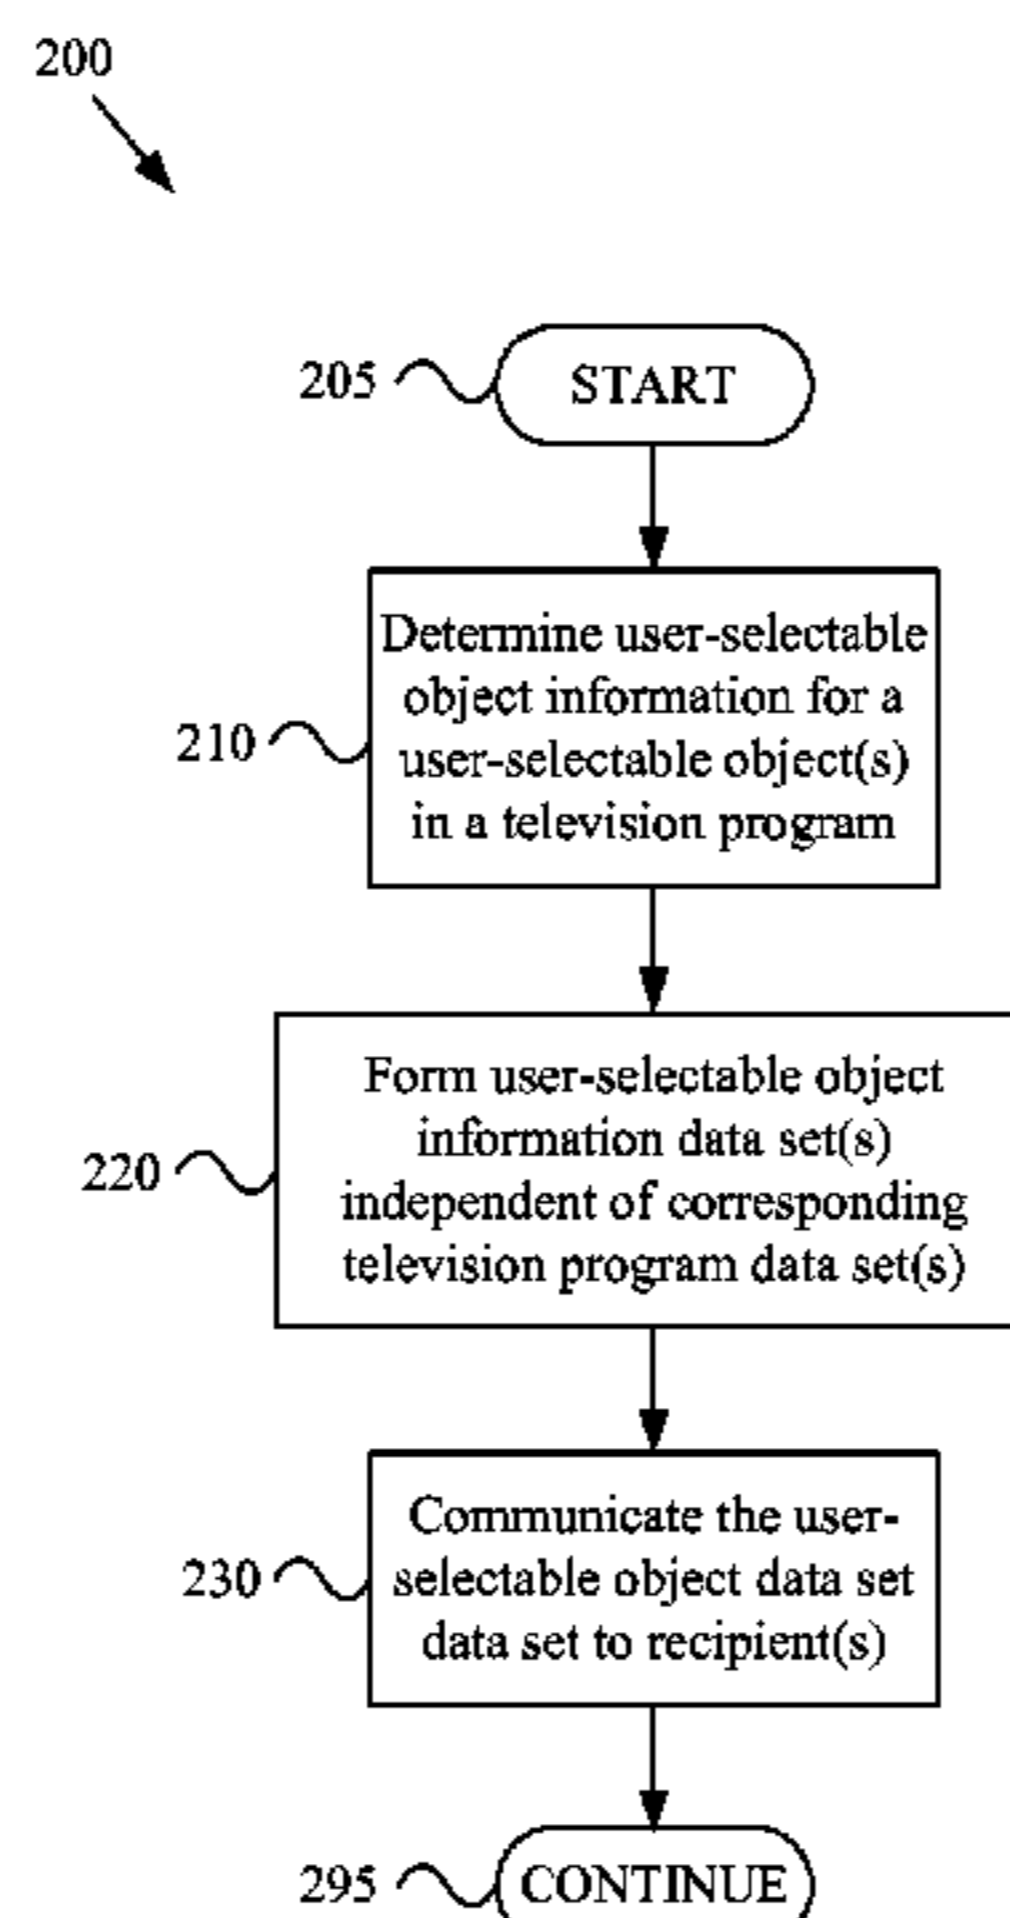 200
205
START
210
Determine user-selectable
object information for a
user-selectable object(s)
in a television program
220
Form user-selectable object
information data set(s)
independent of corresponding
television program data set(s)
230
Communicate the user-
selectable object data set
data set to recipient(s)
295
CONTINUE